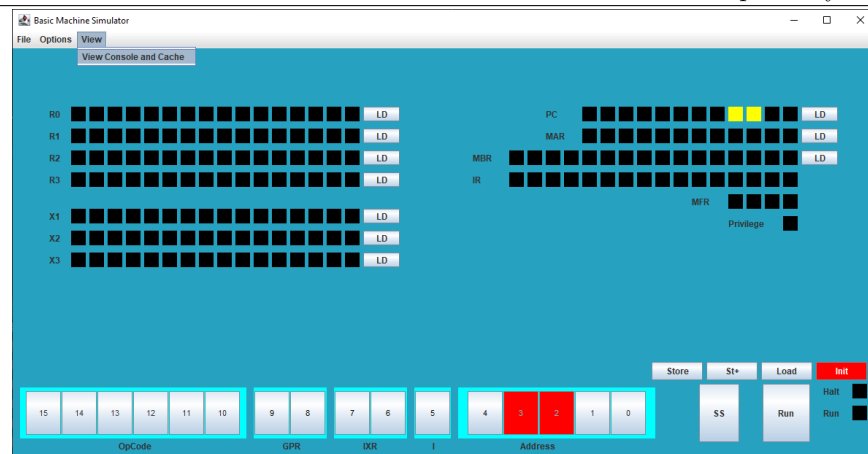 Basic Machine Simulator
File Options View
View Console and Cache
R0 LD PC LD
R1 LD MAR LD
R2 LD MBR LD
R3 LD IR
MFR
X1 LD Privilege
X2 LD
X3 LD
Store St+ Load Init
Halt
15 14 13 12 11 10 9 8 7 6 5 4 3 2 1 0 SS Run Run
OpCode GPR IXR I Address